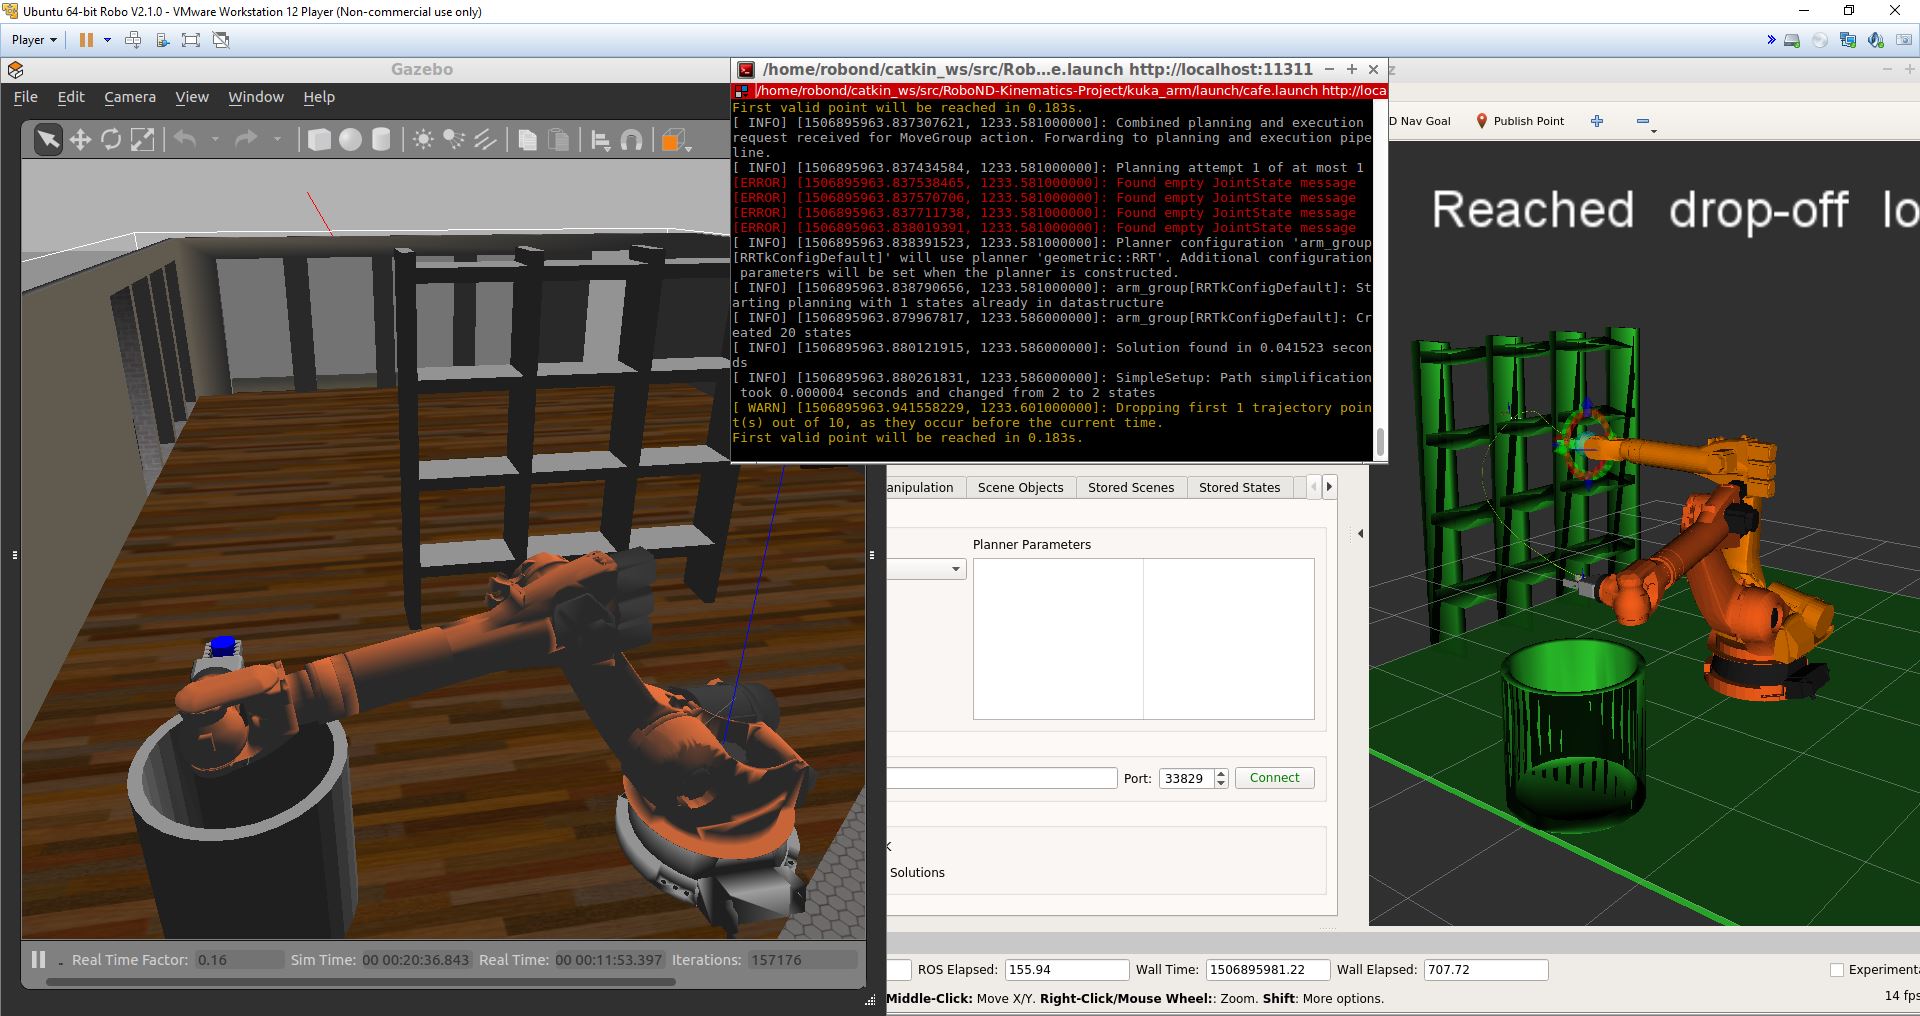 Ubuntu 64-bit Robo V2.1.0 - VMware Workstation 12 Player (Non-commercial use only)
Player
Gazebo
File Edit Camera View Window Help
/home/robond/catkin_ws/src/Rob...e.launch http://localhost:11311
/home/robond/catkin_ws/src/RoboND-Kinematics-Project/kuka_arm/launch/cafe.launch http://loca
First valid point will be reached in 0.183s.
[ INFO] [1506895963.837307621, 1233.581000000]: Combined planning and execution
request received for MoveGroup action. Forwarding to planning and execution pipe
line.
[ INFO] [1506895963.837434584, 1233.581000000]: Planning attempt 1 of at most 1
[ERROR] [1506895963.837538465, 1233.581000000]: Found empty JointState message
[ERROR] [1506895963.837570706, 1233.581000000]: Found empty JointState message
[ERROR] [1506895963.837711738, 1233.581000000]: Found empty JointState message
[ERROR] [1506895963.838019391, 1233.581000000]: Found empty JointState message
[ INFO] [1506895963.838391523, 1233.581000000]: Planner configuration 'arm_group
[RRTkConfigDefault]' will use planner 'geometric::RRT'. Additional configuration
parameters will be set when the planner is constructed.
[ INFO] [1506895963.838790656, 1233.581000000]: arm_group[RRTkConfigDefault]: St
arting planning with 1 states already in datastructure
[ INFO] [1506895963.879967817, 1233.586000000]: arm_group[RRTkConfigDefault]: Cr
eated 20 states
[ INFO] [1506895963.880121915, 1233.586000000]: Solution found in 0.041523 secon
ds
[ INFO] [1506895963.880261831, 1233.586000000]: SimpleSetup: Path simplification
took 0.000004 seconds and changed from 2 to 2 states
[ WARN] [1506895963.941558229, 1233.601000000]: Dropping first 1 trajectory poin
t(s) out of 10, as they occur before the current time.
First valid point will be reached in 0.183s.
z
D Nav Goal Publish Point
Reached drop-off lo
anipulation Scene Objects Stored Scenes Stored States
Planner Parameters
Port: 33829 Connect
K
Solutions
Real Time Factor: 0.16 Sim Time: 00 00:20:36.843 Real Time: 00 00:11:53.397 Iterations: 157176
ROS Elapsed: 155.94 Wall Time: 1506895981.22 Wall Elapsed: 707.72 Experimenta
Middle-Click: Move X/Y. Right-Click/Mouse Wheel:: Zoom. Shift: More options.
14 fps